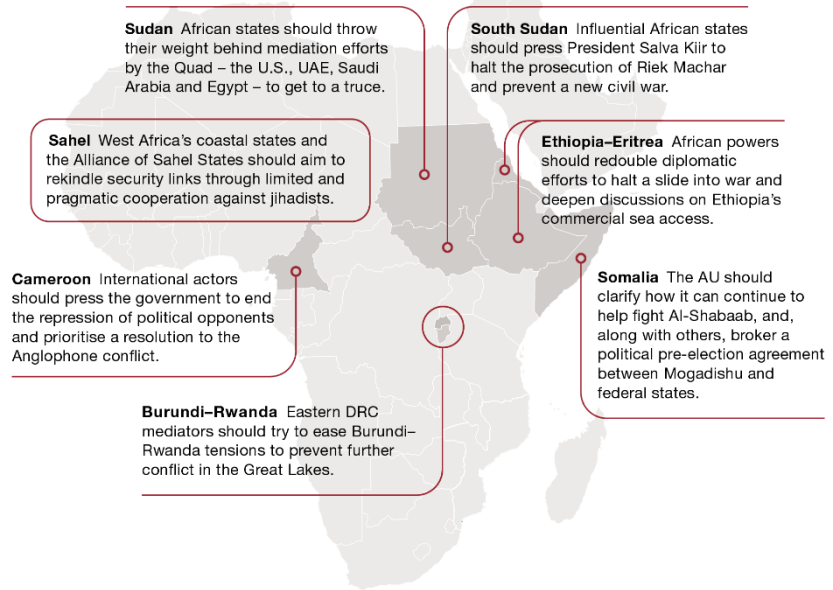 Sudan African states should throw
their weight behind mediation efforts
by the Quad – the U.S., UAE, Saudi
Arabia and Egypt – to get to a truce.
South Sudan Influential African states
should press President Salva Kiir to
halt the prosecution of Riek Machar
and prevent a new civil war.
Sahel West Africa’s coastal states and
the Alliance of Sahel States should aim to
rekindle security links through limited and
pragmatic cooperation against jihadists.
Ethiopia–Eritrea African powers
should redouble diplomatic
efforts to halt a slide into war and
deepen discussions on Ethiopia’s
commercial sea access.
Cameroon International actors
should press the government to end
the repression of political opponents
and prioritise a resolution to the
Anglophone conflict.
Somalia The AU should
clarify how it can continue to
help fight Al-Shabaab, and,
along with others, broker a
political pre-election agreement
between Mogadishu and
federal states.
Burundi–Rwanda Eastern DRC
mediators should try to ease Burundi–
Rwanda tensions to prevent further
conflict in the Great Lakes.